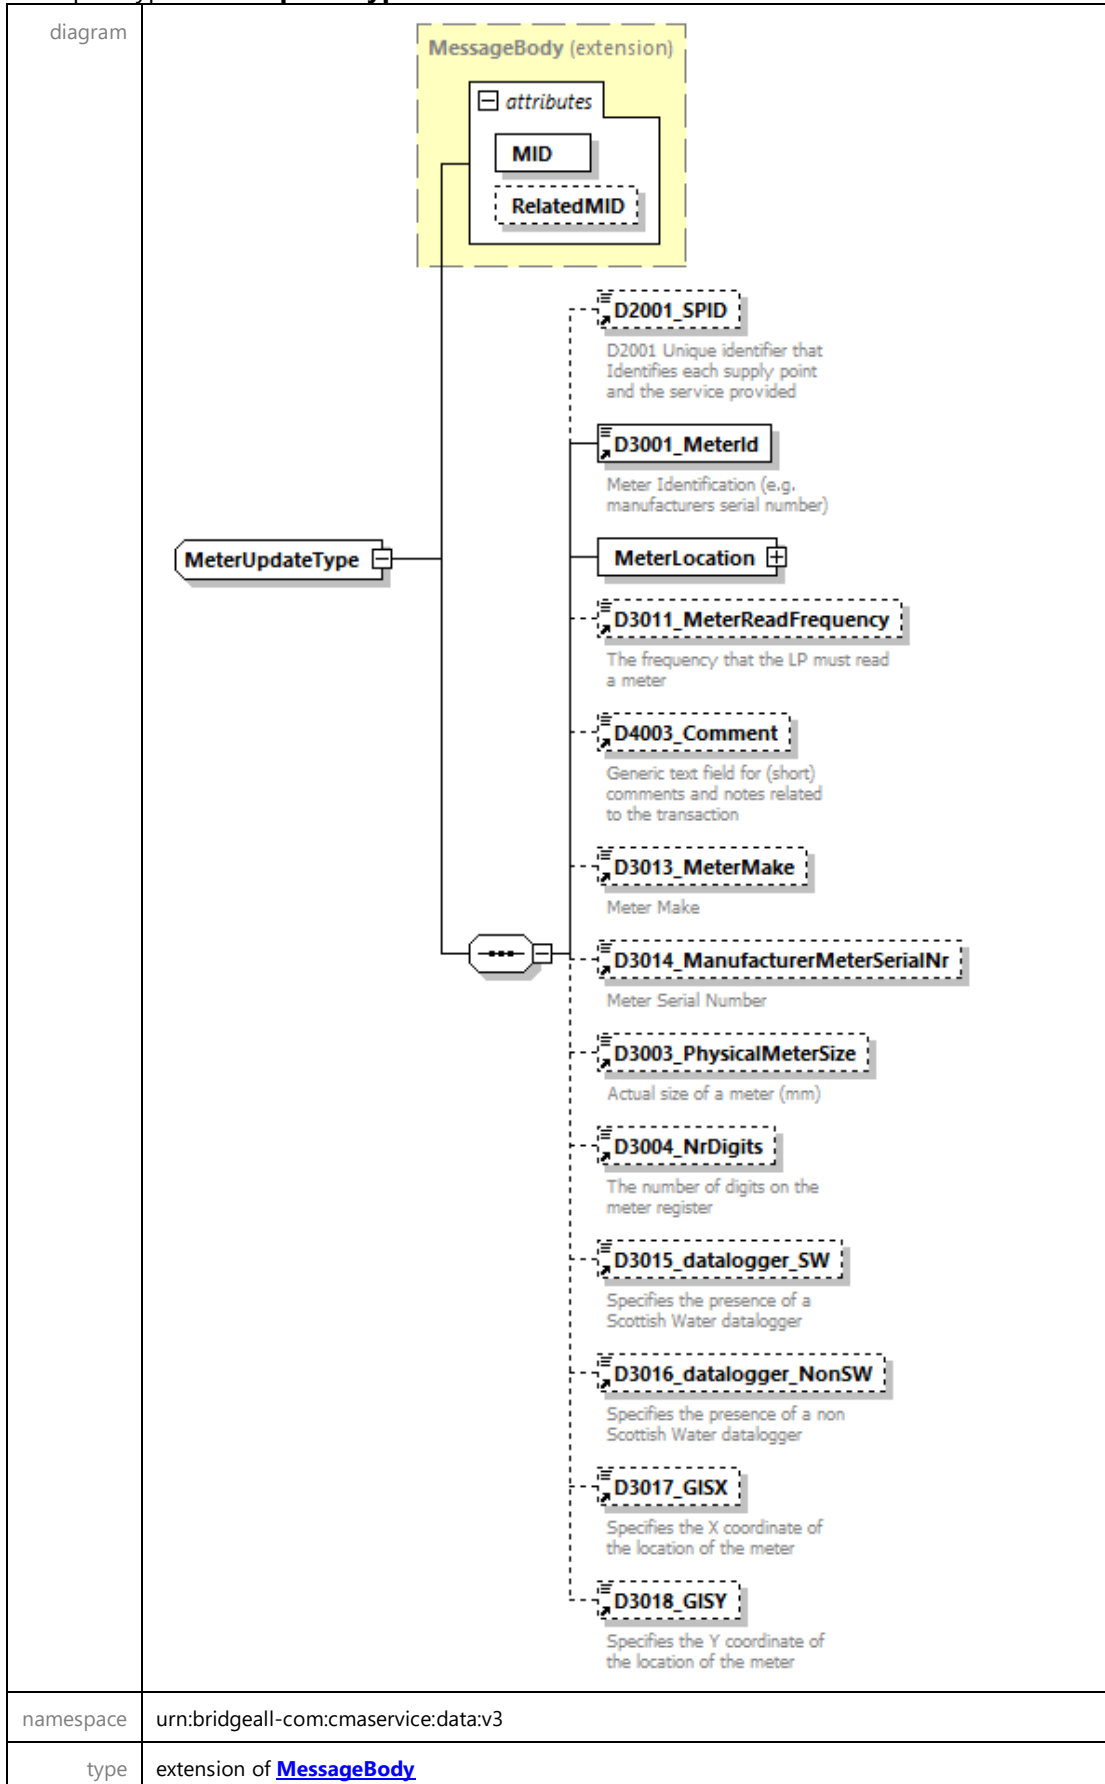 diagram
MessageBody (extension)
attributes
MID
RelatedMID
D2001_SPID
D2001 Unique identifier that
Identifies each supply point
and the service provided
D3001_MeterId
Meter Identification (e.g.
manufacturers serial number)
MeterUpdateType
MeterLocation
D3011_MeterReadFrequency
The frequency that the LP must read
a meter
D4003_Comment
Generic text field for (short)
comments and notes related
to the transaction
D3013_MeterMake
Meter Make
D3014_ManufacturerMeterSerialNr
Meter Serial Number
D3003_PhysicalMeterSize
Actual size of a meter (mm)
D3004_NrDigits
The number of digits on the
meter register
D3015_datalogger_SW
Specifies the presence of a
Scottish Water datalogger
D3016_datalogger_NonSW
Specifies the presence of a non
Scottish Water datalogger
D3017_GISX
Specifies the X coordinate of
the location of the meter
D3018_GISY
Specifies the Y coordinate of
the location of the meter
namespace urn:bridgeall-com:cmaservice:data:v3
type extension of MessageBody